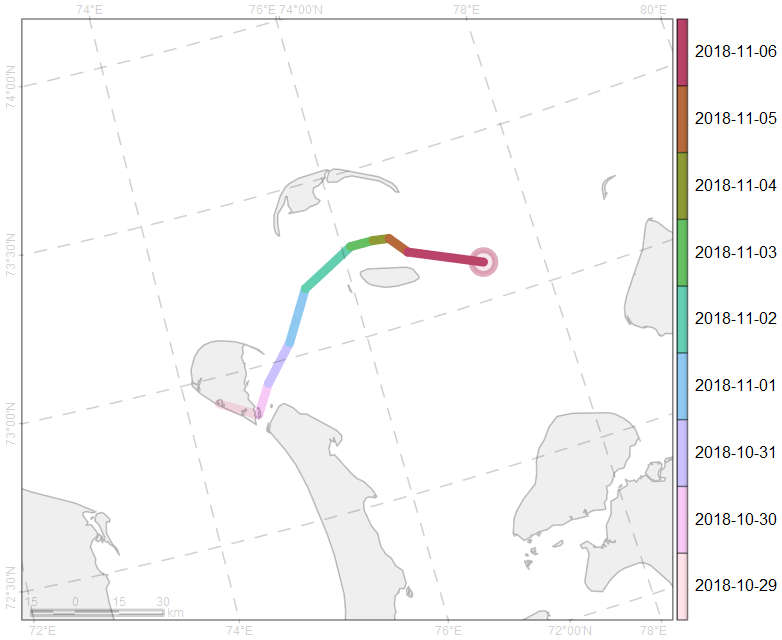 74°E 76°E 74°00'N 78°E 80°E
2018-11-06
74°00'N
2018-11-05
2018-11-04
73°30'N
2018-11-03
2018-11-02
2018-11-01
73°00'N
2018-10-31
2018-10-30
72°30'N
2018-10-29
15 0 15 30
km
72°E 74°E 76°E 72°00'N 78°E